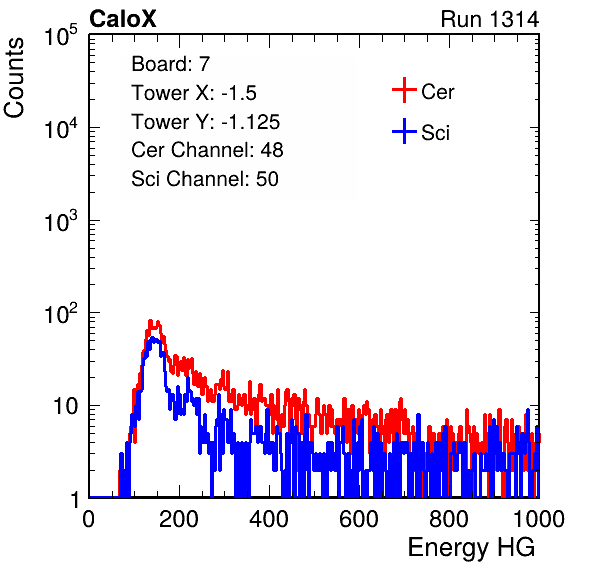 CaloX Run 1314
Counts
Board: 7
Tower X: -1.5
Tower Y: -1.125
Cer Channel: 48
Sci Channel: 50
Cer
Sci
10^5
10^4
10^3
10^2
10
1
0 200 400 600 800 1000
Energy HG